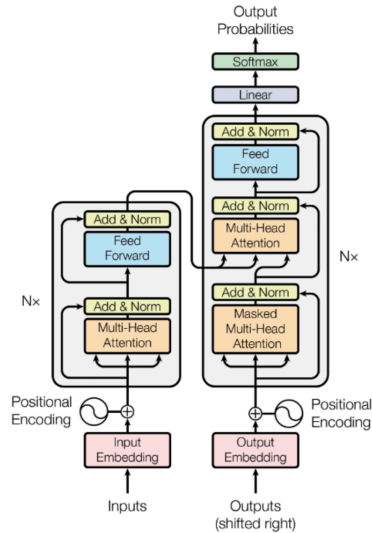 Output
Probabilities
Softmax
Linear
Add & Norm
Feed
Forward
Add & Norm
Multi-Head
Attention
Add & Norm
Masked
Multi-Head
Attention
Nx
Add & Norm
Feed
Forward
Add & Norm
Multi-Head
Attention
Nx
Positional
Encoding
Positional
Encoding
Input
Embedding
Output
Embedding
Inputs
Outputs
(shifted right)